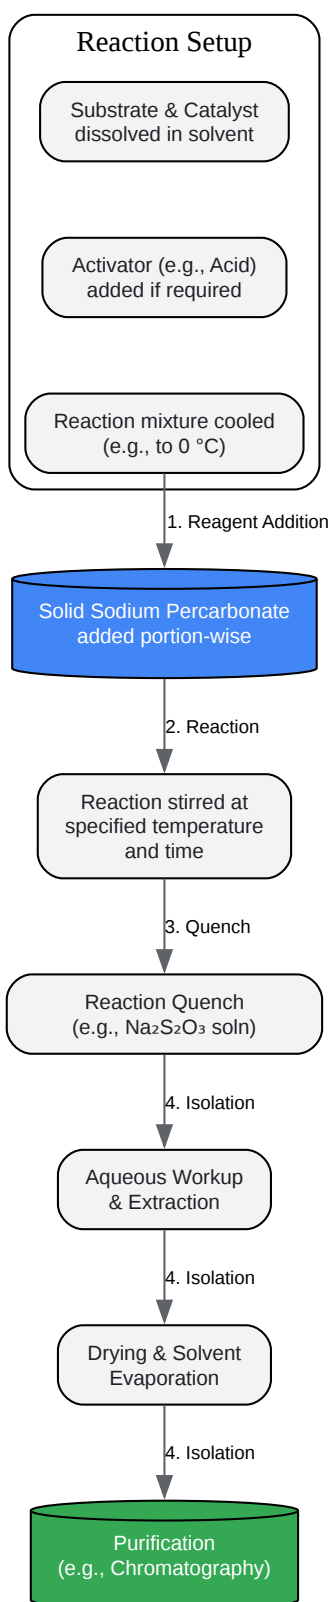 Reaction Setup
Substrate & Catalyst
dissolved in solvent
Activator (e.g., Acid)
added if required
Reaction mixture cooled
(e.g., to 0 °C)
1. Reagent Addition
Solid Sodium Percarbonate
added portion-wise
2. Reaction
Reaction stirred at
specified temperature
and time
3. Quench
Reaction Quench
(e.g., Na₂S₂O₃ soln)
4. Isolation
Aqueous Workup
& Extraction
4. Isolation
Drying & Solvent
Evaporation
4. Isolation
Purification
(e.g., Chromatography)